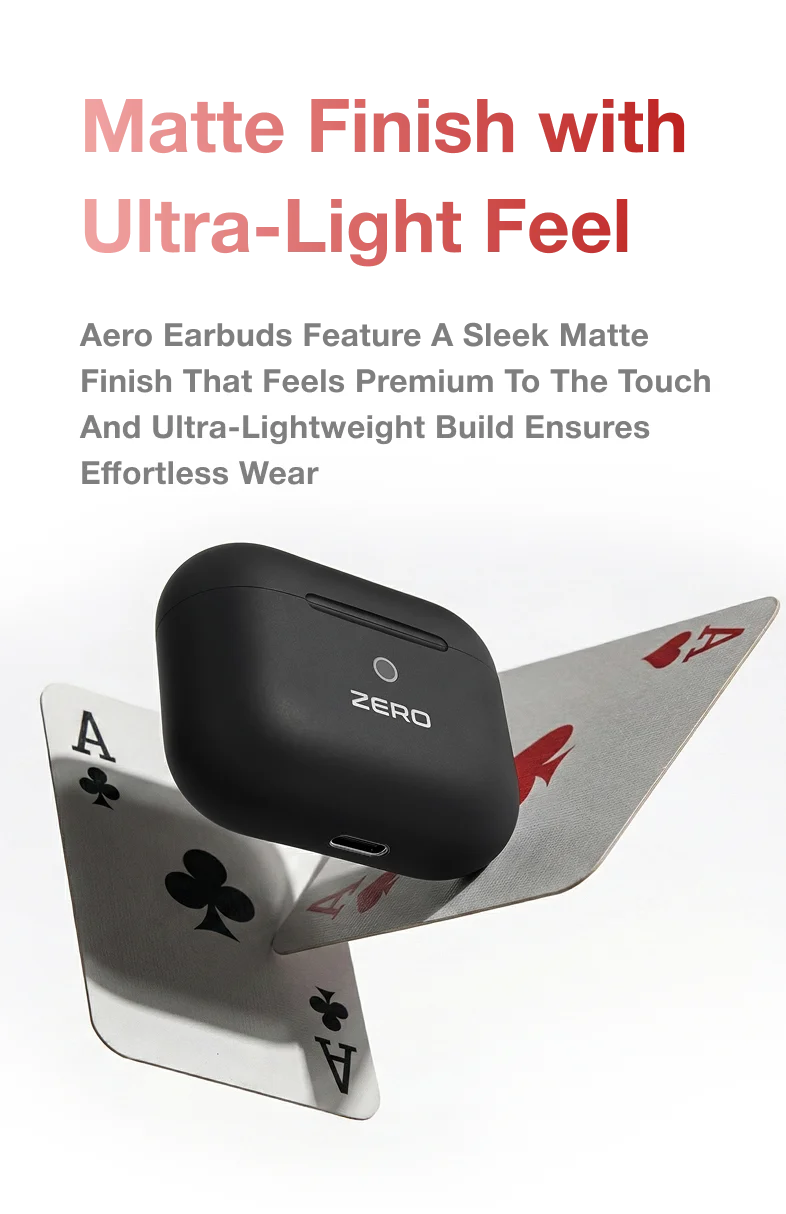 Matte Finish with
Ultra-Light Feel
Aero Earbuds Feature A Sleek Matte
Finish That Feels Premium To The Touch
And Ultra-Lightweight Build Ensures
Effortless Wear
ZERO
A
A
A
A